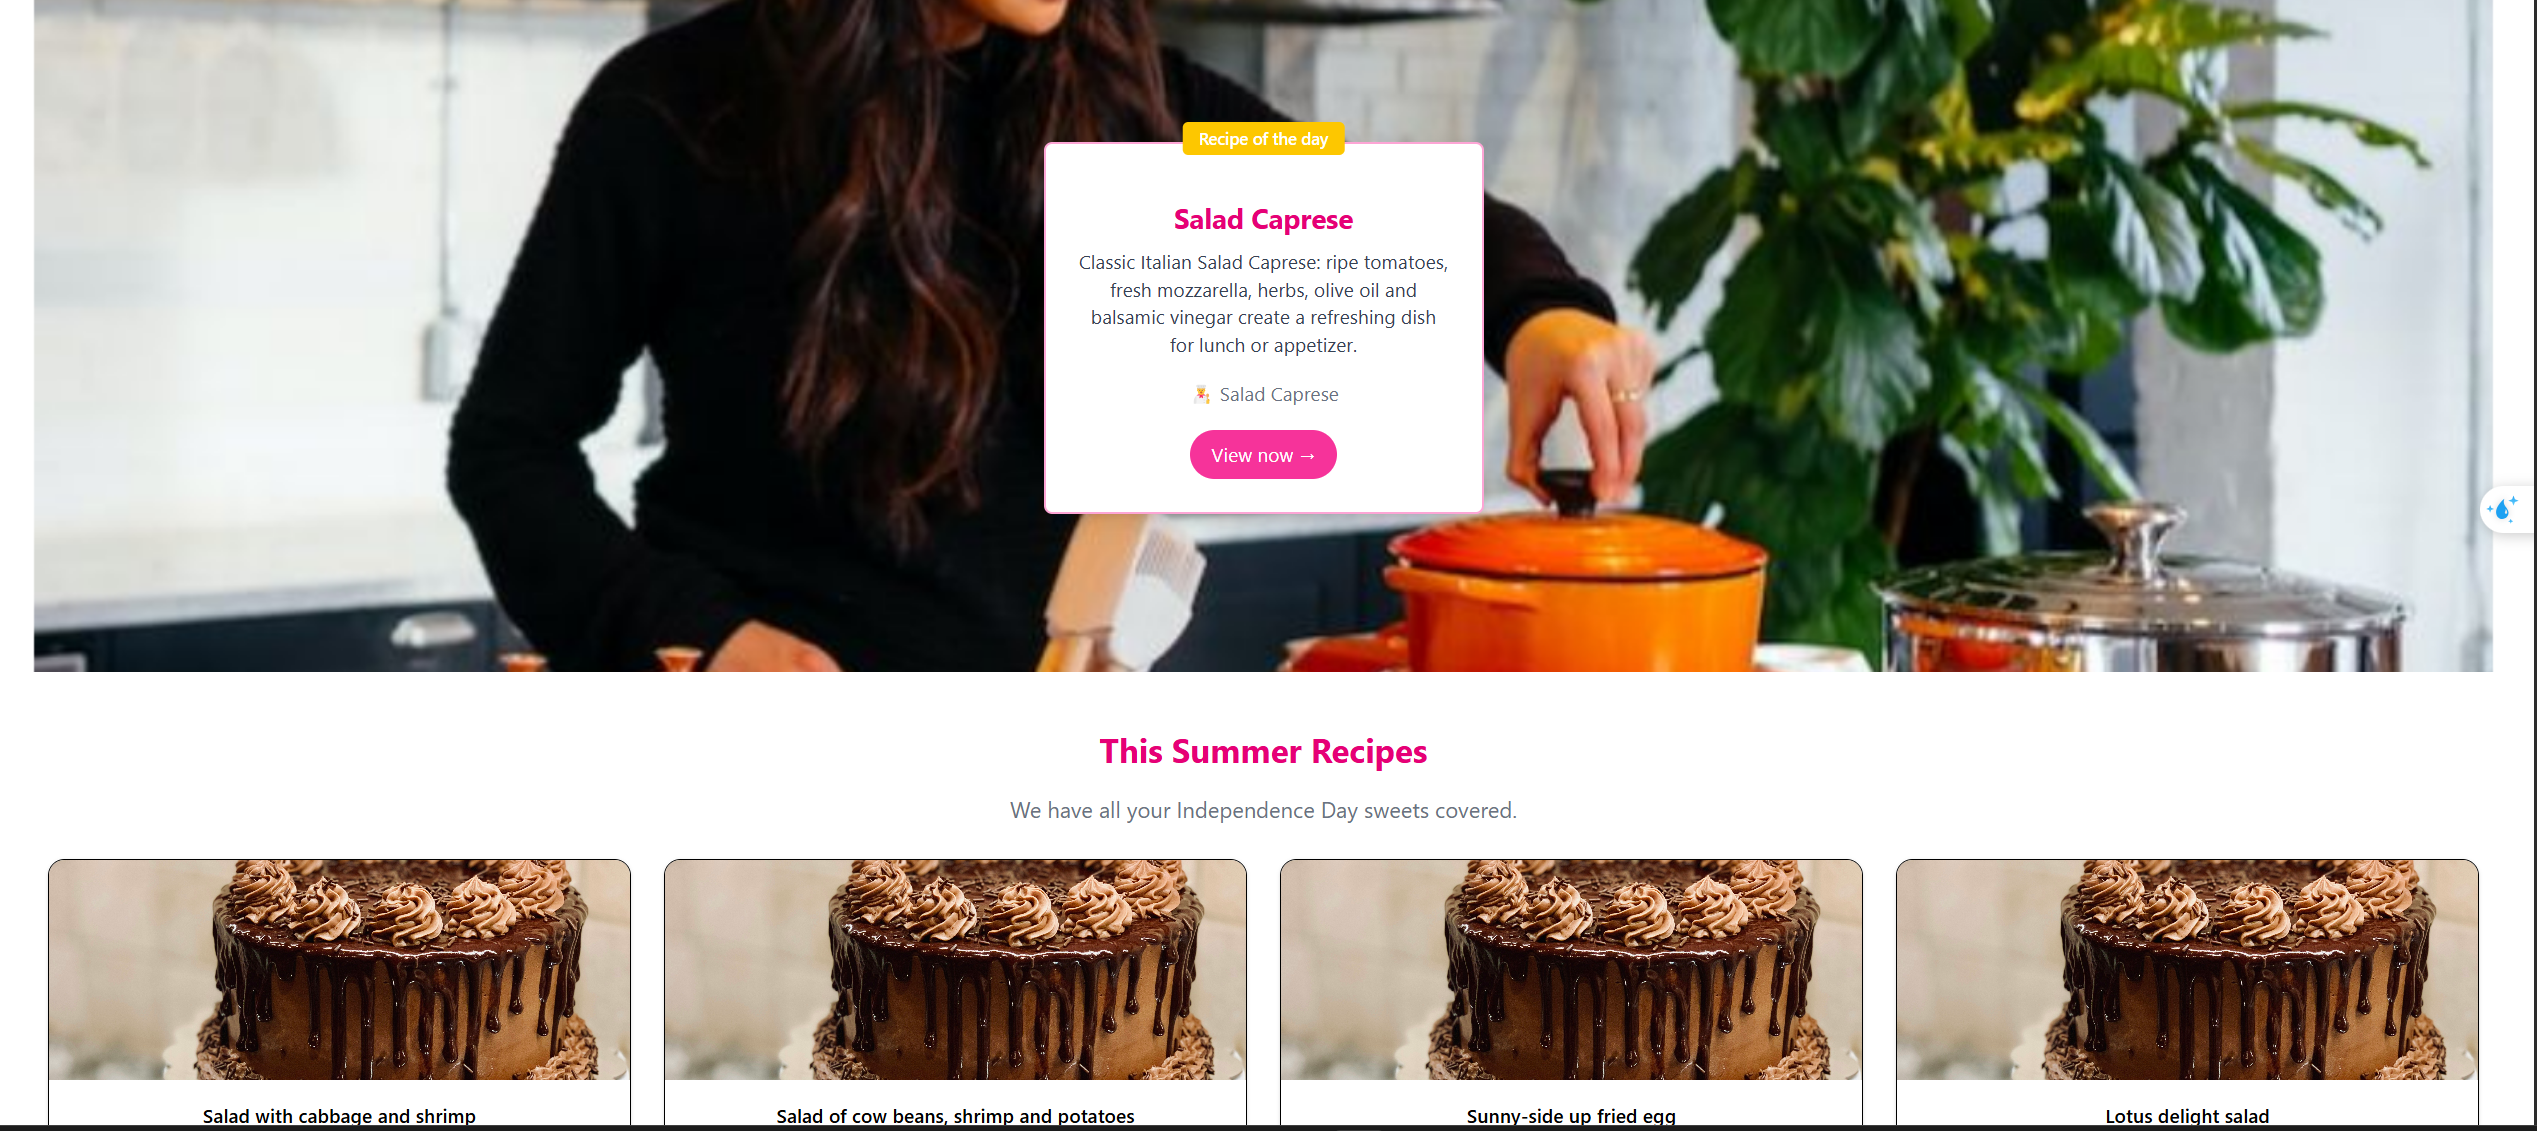 Recipe of the day
Salad Caprese
Classic Italian Salad Caprese: ripe tomatoes,
fresh mozzarella, herbs, olive oil and
balsamic vinegar create a refreshing dish
for lunch or appetizer.
Salad Caprese
View now →
This Summer Recipes
We have all your Independence Day sweets covered.
Salad with cabbage and shrimp
Salad of cow beans, shrimp and potatoes
Sunny-side up fried egg
Lotus delight salad